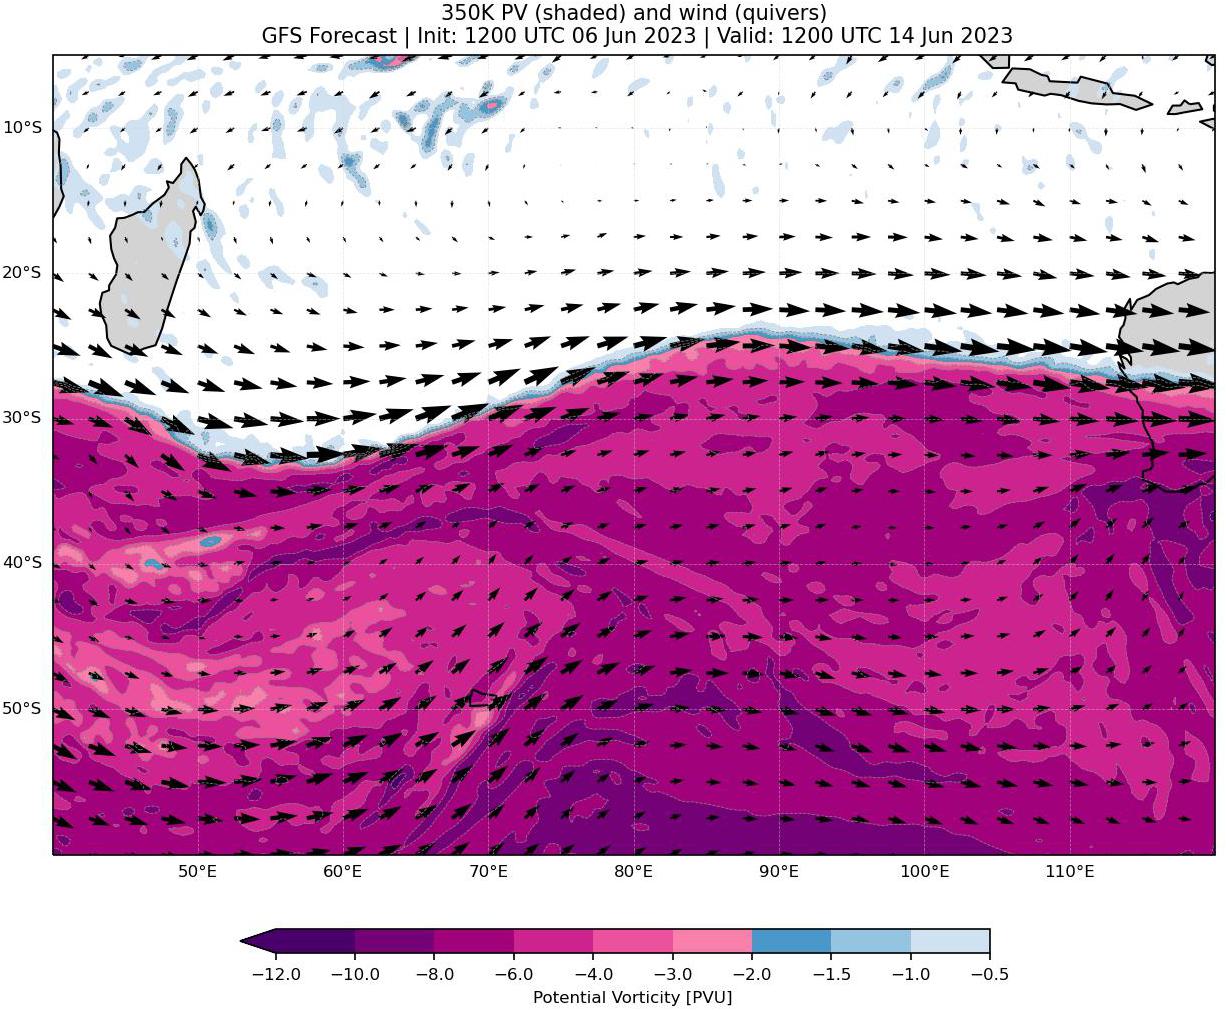 350K PV (shaded) and wind (quivers)
GFS Forecast | Init: 1200 UTC 06 Jun 2023 | Valid: 1200 UTC 14 Jun 2023
10°S
20°S
30°S
40°S
50°S
50°E 60°E 70°E 80°E 90°E 100°E 110°E
−12.0 −10.0 −8.0 −6.0 −4.0 −3.0 −2.0 −1.5 −1.0 −0.5
Potential Vorticity [PVU]